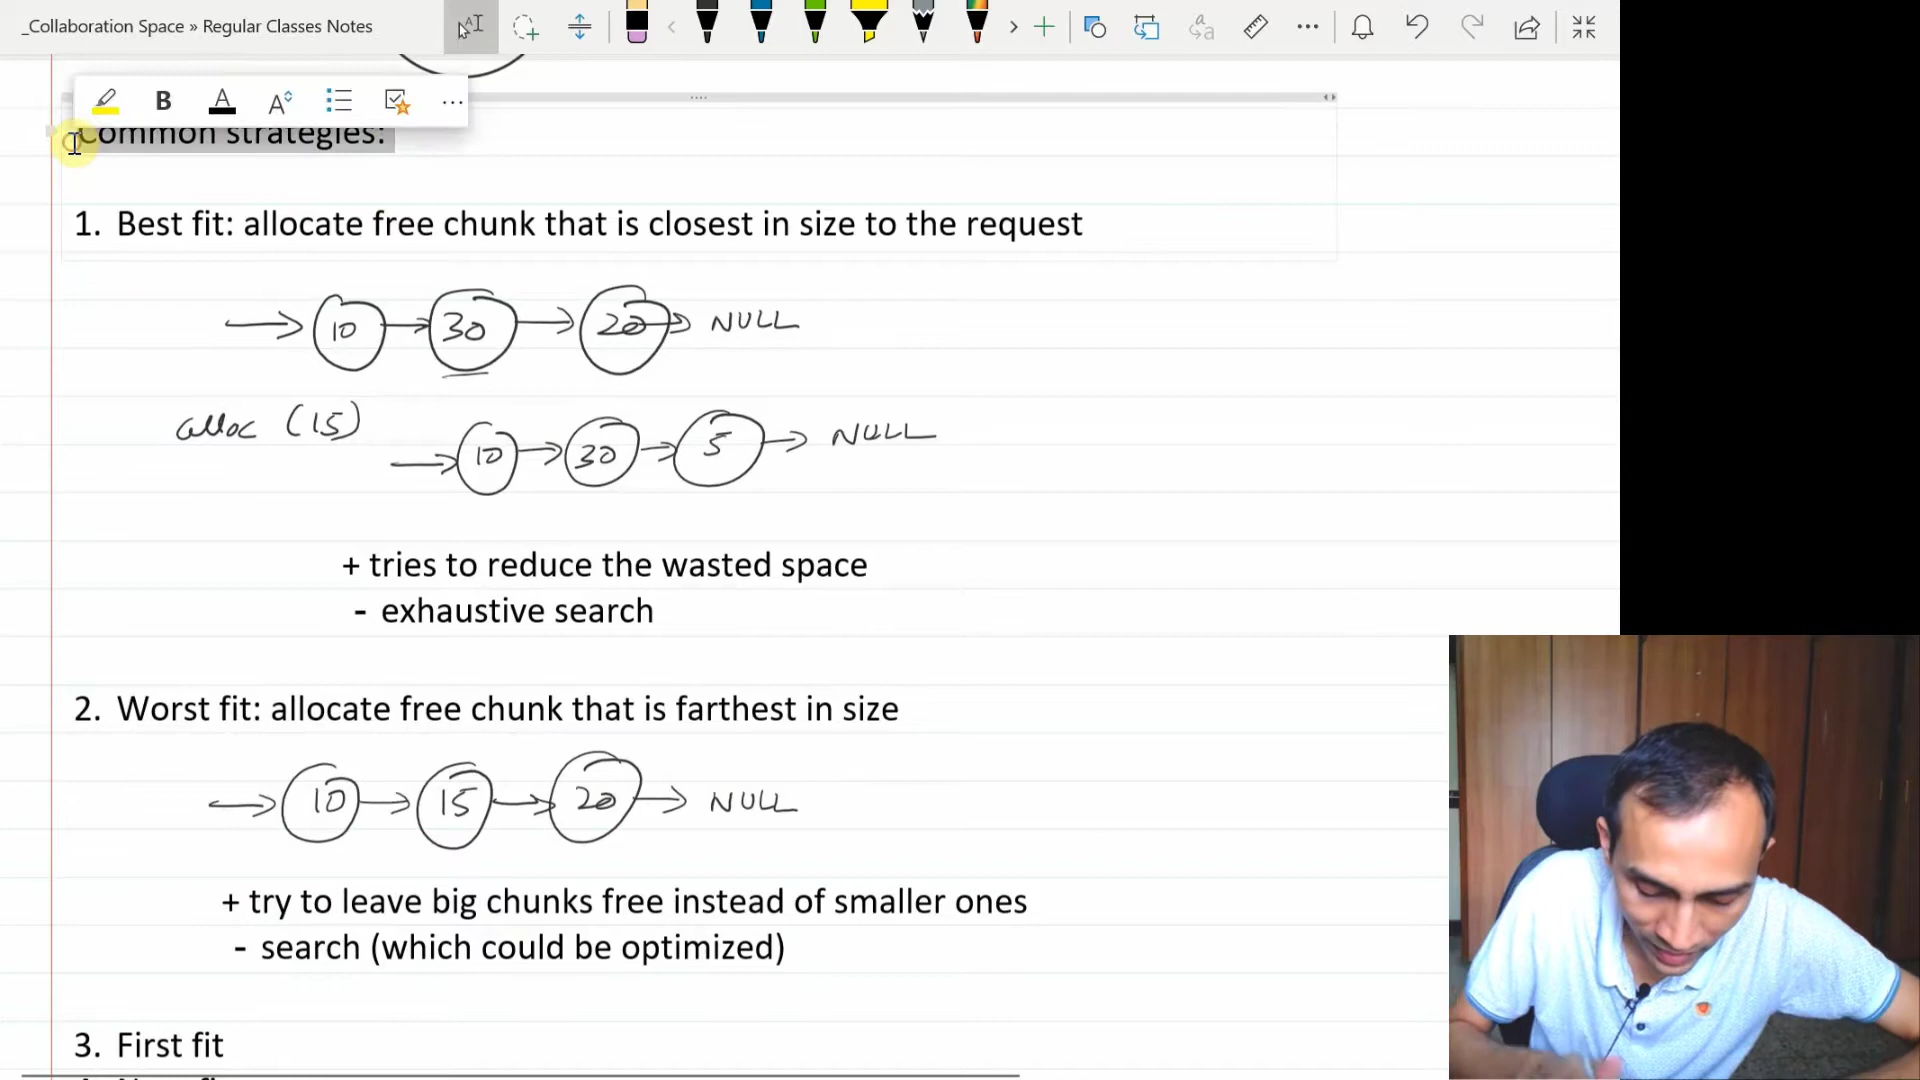 _Collaboration Space » Regular Classes Notes
Common strategies:
1. Best fit: allocate free chunk that is closest in size to the request
10 30 20 NULL
alloc (15)
10 30 5 NULL
+ tries to reduce the wasted space
- exhaustive search
2. Worst fit: allocate free chunk that is farthest in size
10 15 20 NULL
+ try to leave big chunks free instead of smaller ones
- search (which could be optimized)
3. First fit